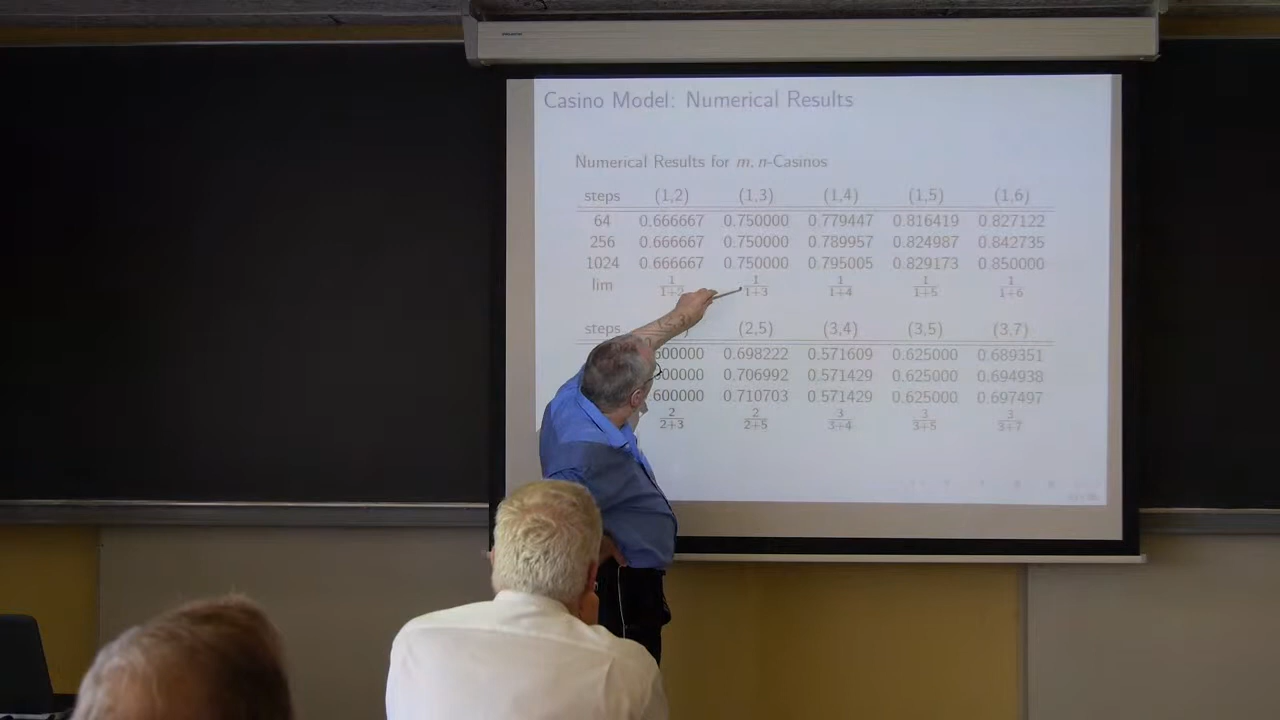 Casino Model: Numerical Results
Numerical Results for m, n-Casinos
steps (1,2) (1,3) (1,4) (1,5) (1,6)
64 0.666667 0.750000 0.779447 0.816419 0.827122
256 0.666667 0.750000 0.789957 0.824987 0.842735
1024 0.666667 0.750000 0.795005 0.829173 0.850000
lim 1/1+2 1/1+3 1/1+4 1/1+5 1/1+6
steps (2,5) (3,4) (3,5) (3,7)
0.698222 0.571609 0.625000 0.689351
0.706992 0.571429 0.625000 0.694938
.600000 0.710703 0.571429 0.625000 0.697497
2/2+3 2/2+5 3/3+4 3/3+5 3/3+7